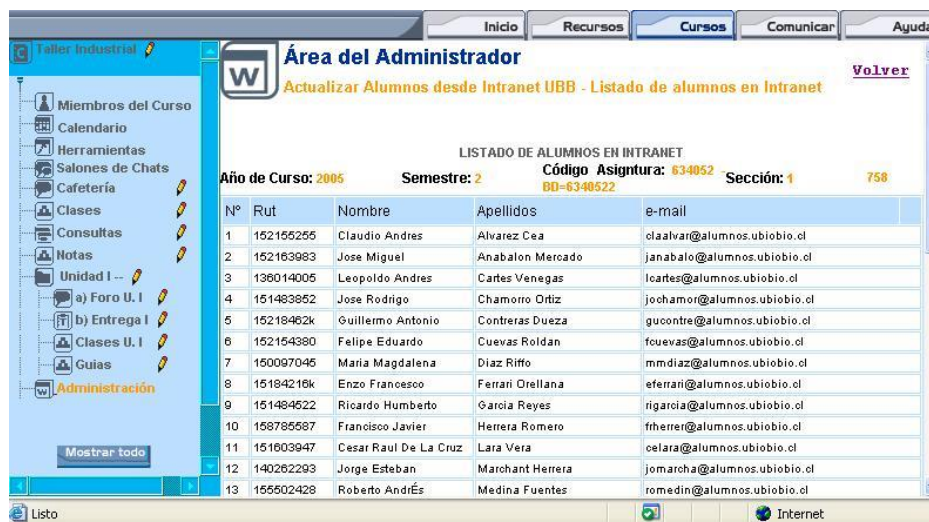 Inicio Recursos Cursos Comunicar Ayuda
Taller Industrial
Miembros del Curso
Calendario
Herramientas
Salones de Chats
Cafetería
Clases
Consultas
Notas
Unidad I --
a) Foro U. I
b) Entrega I
Clases U. I
Guias
Administración
Mostrar todo
Área del Administrador
Volver
Actualizar Alumnos desde Intranet UBB - Listado de alumnos en Intranet
LISTADO DE ALUMNOS EN INTRANET
Año de Curso: 2005 Semestre: 2 Código Asigntura: 634052 - BD=6340522 Sección: 1 758
Nº Rut Nombre Apellidos e-mail
1 152155255 Claudio Andres Alvarez Cea claalvar@alumnos.ubiobio.cl
2 152163983 Jose Miguel Anabalon Mercado janabalo@alumnos.ubiobio.cl
3 136014005 Leopoldo Andres Cartes Venegas lcartes@alumnos.ubiobio.cl
4 151483852 Jose Rodrigo Chamorro Ortiz jochamor@alumnos.ubiobio.cl
5 15218462k Guillermo Antonio Contreras Dueza gucontre@alumnos.ubiobio.cl
6 152154380 Felipe Eduardo Cuevas Roldan fcuevas@alumnos.ubiobio.cl
7 150097045 Maria Magdalena Diaz Riffo mmdiaz@alumnos.ubiobio.cl
8 15184216k Enzo Francesco Ferrari Orellana eferrari@alumnos.ubiobio.cl
9 151484522 Ricardo Humberto Garcia Reyes rigarcia@alumnos.ubiobio.cl
10 158785587 Francisco Javier Herrera Romero frherrer@alumnos.ubiobio.cl
11 151603947 Cesar Raul De La Cruz Lara Vera celara@alumnos.ubiobio.cl
12 140262293 Jorge Esteban Marchant Herrera jomarcha@alumnos.ubiobio.cl
13 155502428 Roberto AndrÉs Medina Fuentes romedin@alumnos.ubiobio.cl
Listo Internet